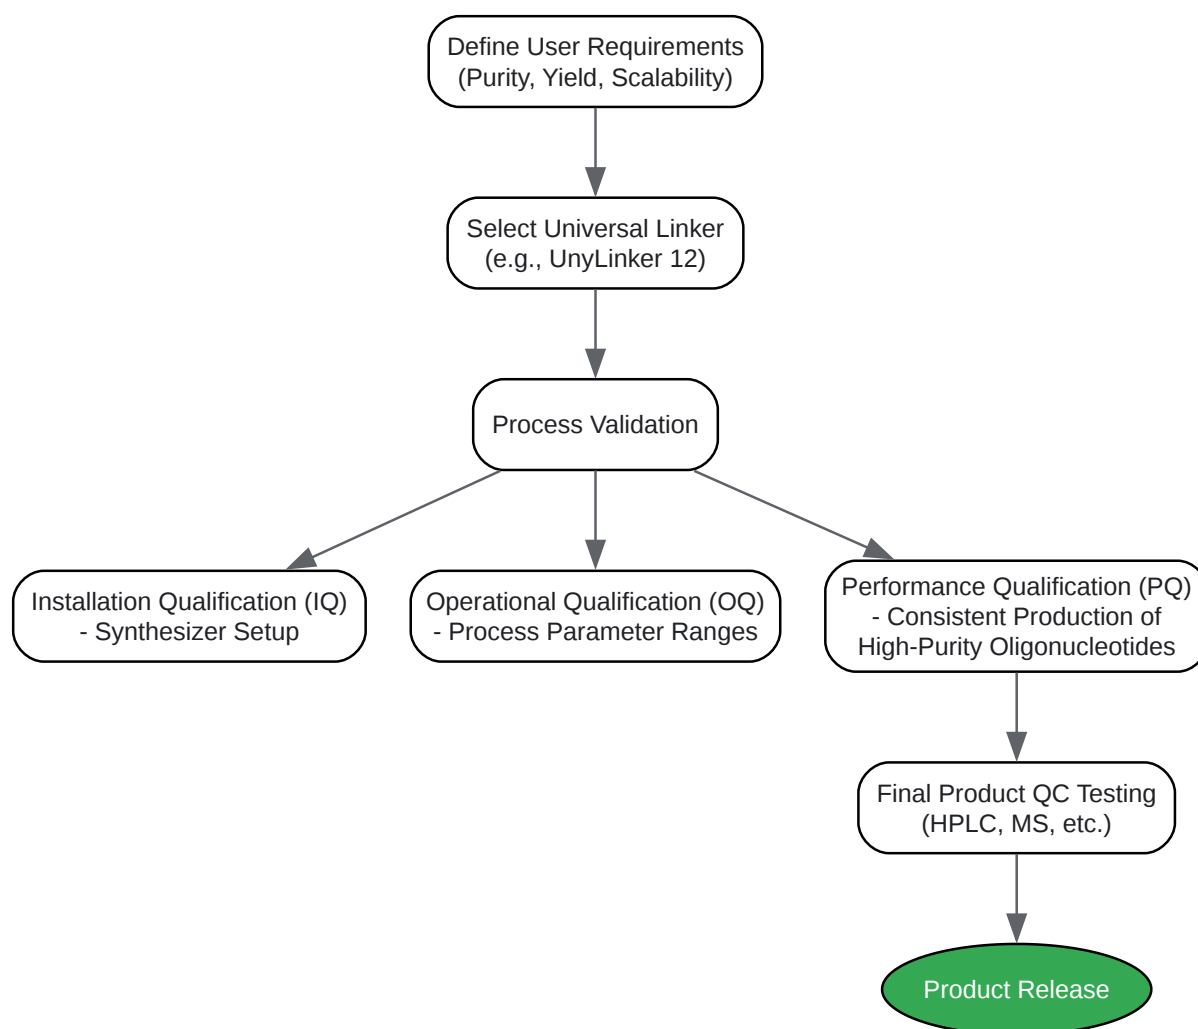 Define User Requirements
(Purity, Yield, Scalability)
Select Universal Linker
(e.g., UnyLinker 12)
Process Validation
Installation Qualification (IQ)
- Synthesizer Setup
Operational Qualification (OQ)
- Process Parameter Ranges
Performance Qualification (PQ)
- Consistent Production of
High-Purity Oligonucleotides
Final Product QC Testing
(HPLC, MS, etc.)
Product Release